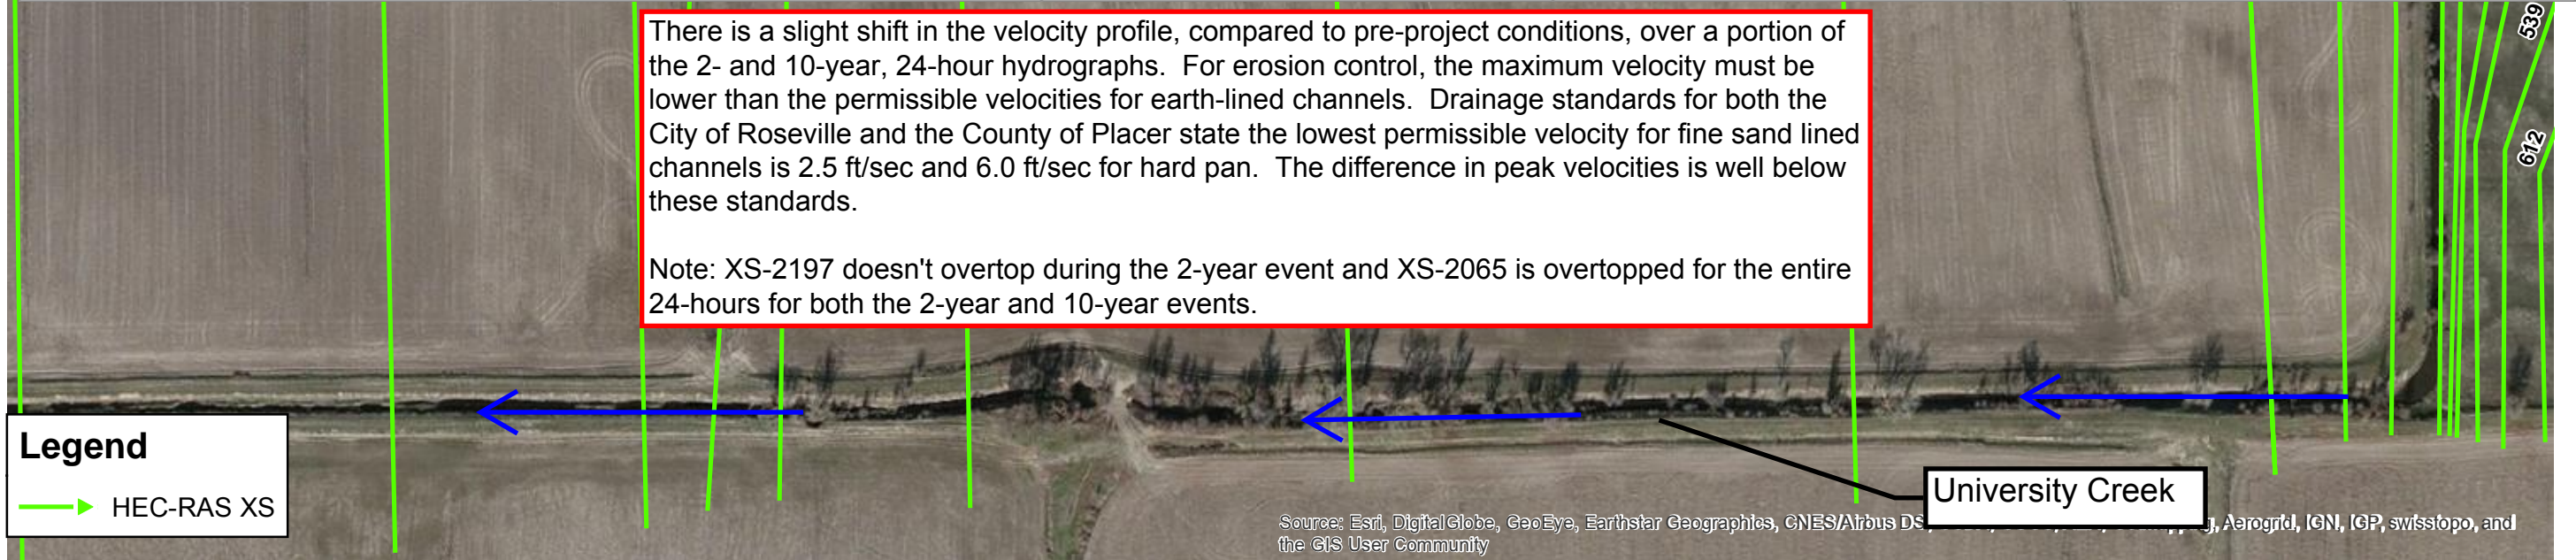 539
612
There is a slight shift in the velocity profile, compared to pre-project conditions, over a portion of
the 2- and 10-year, 24-hour hydrographs.  For erosion control, the maximum velocity must be
lower than the permissible velocities for earth-lined channels.  Drainage standards for both the
City of Roseville and the County of Placer state the lowest permissible velocity for fine sand lined
channels is 2.5 ft/sec and 6.0 ft/sec for hard pan.  The difference in peak velocities is well below
these standards.
Note: XS-2197 doesn't overtop during the 2-year event and XS-2065 is overtopped for the entire
24-hours for both the 2-year and 10-year events.
Legend
HEC-RAS XS
University Creek
Source: Esri, DigitalGlobe, GeoEye, Earthstar Geographics, CNES/Airbus DS, Aerogrid, IGN, IGP, swisstopo, and
the GIS User Community